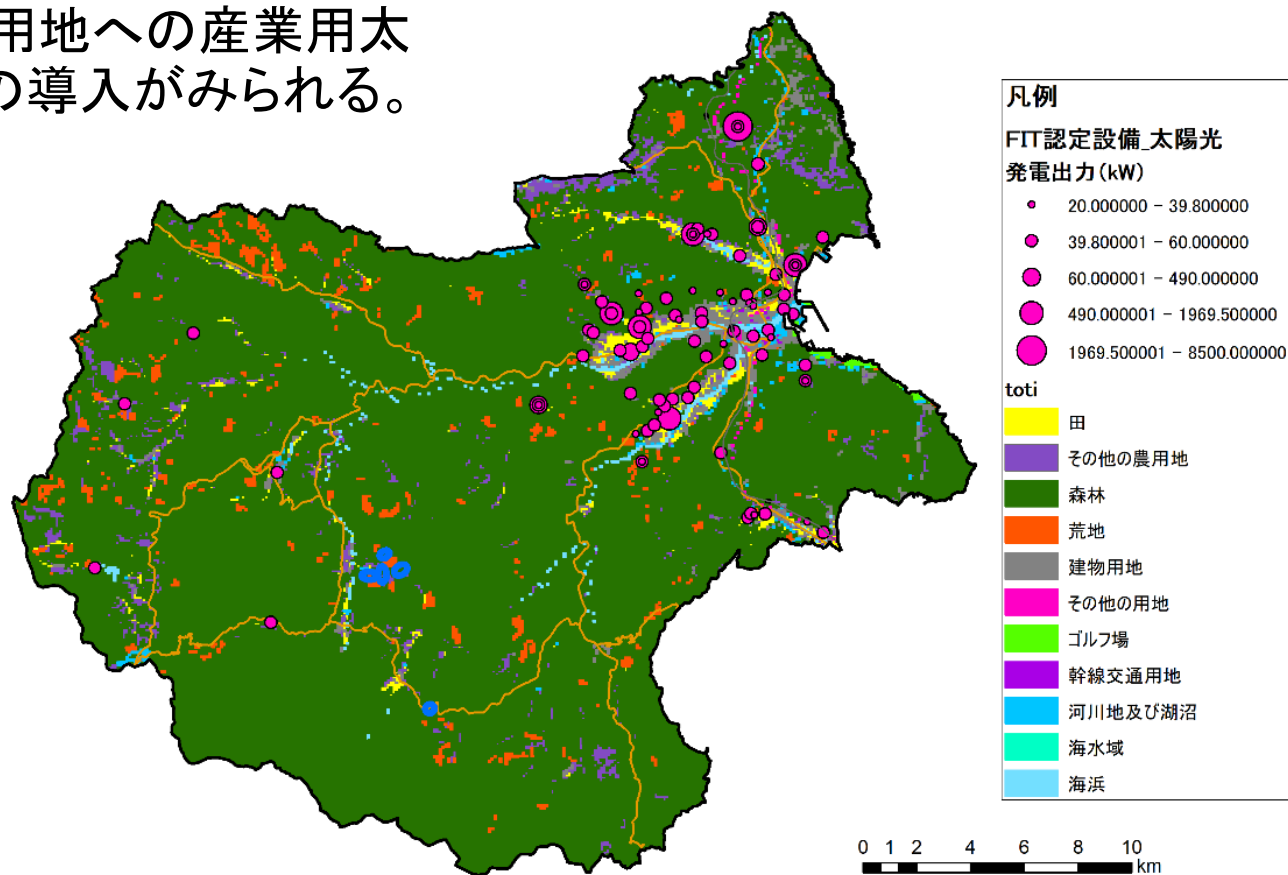 用地への産業用太
の導入がみられる。
凡例
FIT認定設備_太陽光
発電出力(kW)
20.000000 - 39.800000
39.800001 - 60.000000
60.000001 - 490.000000
490.000001 - 1969.500000
1969.500001 - 8500.000000
toti
田
その他の農用地
森林
荒地
建物用地
その他の用地
ゴルフ場
幹線交通用地
河川地及び湖沼
海水域
海浜
0 1 2 4 6 8 10
km